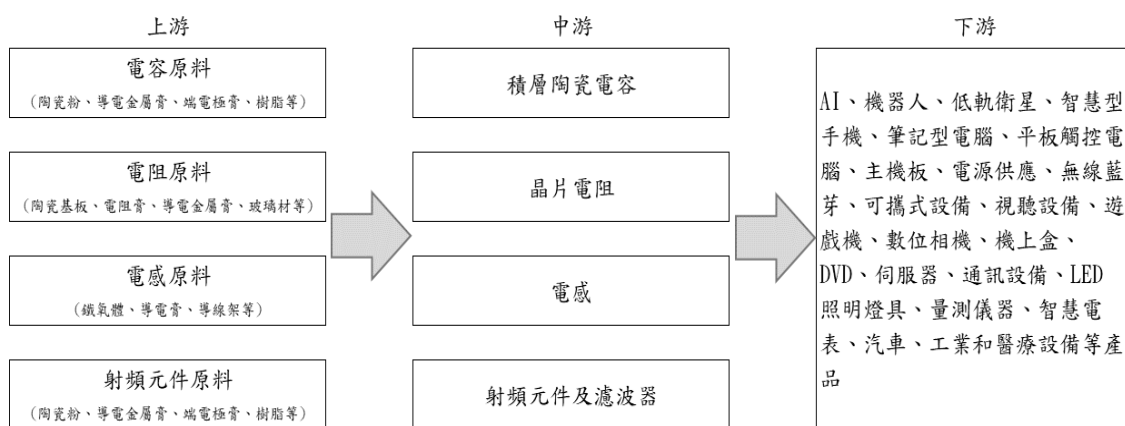 上游
電容原料
(陶瓷粉、導電金屬膏、端電極膏、樹脂等)
電阻原料
(陶瓷基板、電阻膏、導電金屬膏、玻璃材等)
電感原料
(鐵氧體、導電膏、導線架等)
射頻元件原料
(陶瓷粉、導電金屬膏、端電極膏、樹脂等)
中游
積層陶瓷電容
晶片電阻
電感
射頻元件及濾波器
下游
AI、機器人、低軌衛星、智慧型
手機、筆記型電腦、平板觸控電
腦、主機板、電源供應、無線藍
芽、可攜式設備、視聽設備、遊
戲機、數位相機、機上盒、
DVD、伺服器、通訊設備、LED
照明燈具、量測儀器、智慧電
表、汽車、工業和醫療設備等產
品